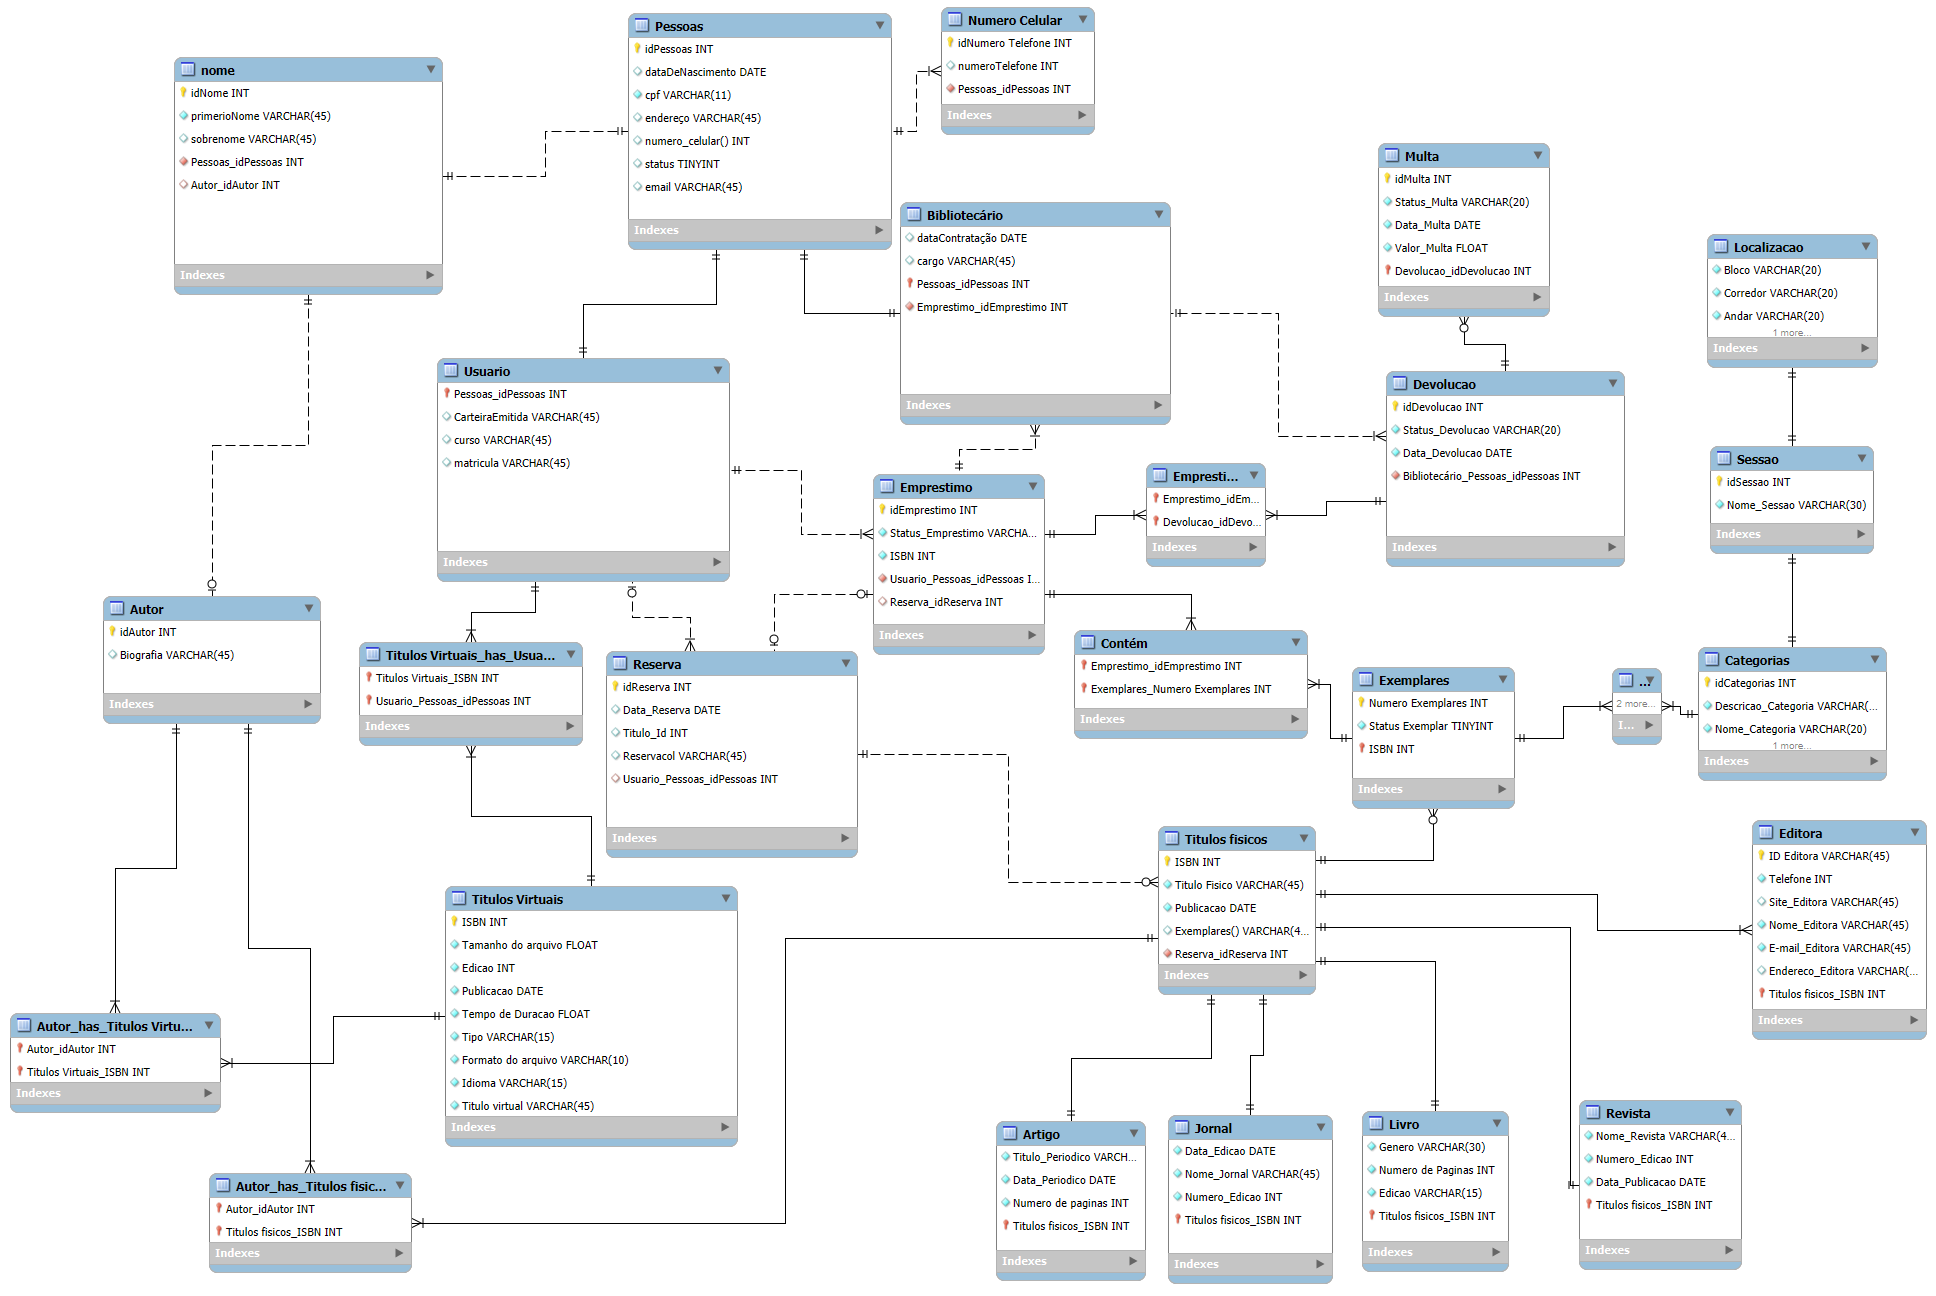 Pessoas
idPessoas INT
dataDeNascimento DATE
cpf VARCHAR(11)
endereço VARCHAR(45)
numero_celular() INT
status TINYINT
email VARCHAR(45)
Indexes
Numero Celular
idNumero Telefone INT
numeroTelefone INT
Pessoas_idPessoas INT
Indexes
nome
idNome INT
primerioNome VARCHAR(45)
sobrenome VARCHAR(45)
Pessoas_idPessoas INT
Autor_idAutor INT
Indexes
Multa
idMulta INT
Status_Multa VARCHAR(20)
Data_Multa DATE
Valor_Multa FLOAT
Devolucao_idDevolucao INT
Indexes
Bibliotecário
dataContratação DATE
cargo VARCHAR(45)
Pessoas_idPessoas INT
Emprestimo_idEmprestimo INT
Indexes
Localizacao
Bloco VARCHAR(20)
Corredor VARCHAR(20)
Andar VARCHAR(20)
1 more...
Indexes
Usuario
Pessoas_idPessoas INT
CarteiraEmitida VARCHAR(45)
curso VARCHAR(45)
matricula VARCHAR(45)
Indexes
Devolucao
idDevolucao INT
Status_Devolucao VARCHAR(20)
Data_Devolucao DATE
Bibliotecário_Pessoas_idPessoas INT
Indexes
Sessao
idSessao INT
Nome_Sessao VARCHAR(30)
Indexes
Emprestimo
idEmprestimo INT
Status_Emprestimo VARCHA...
ISBN INT
Usuario_Pessoas_idPessoas I...
Reserva_idReserva INT
Indexes
Empresti...
Emprestimo_idEm...
Devolucao_idDevo...
Indexes
Autor
idAutor INT
Biografia VARCHAR(45)
Indexes
Titulos Virtuais_has_Usua...
Titulos Virtuais_ISBN INT
Usuario_Pessoas_idPessoas INT
Indexes
Reserva
idReserva INT
Data_Reserva DATE
Titulo_Id INT
Reservacol VARCHAR(45)
Usuario_Pessoas_idPessoas INT
Indexes
Contém
Emprestimo_idEmprestimo INT
Exemplares_Numero Exemplares INT
Indexes
Exemplares
Numero Exemplares INT
Status Exemplar TINYINT
ISBN INT
Indexes
...
2 more...
I...
Categorias
idCategorias INT
Descricao_Categoria VARCHAR(...
Nome_Categoria VARCHAR(20)
1 more...
Indexes
Titulos fisicos
ISBN INT
Titulo Fisico VARCHAR(45)
Publicacao DATE
Exemplares() VARCHAR(4...
Reserva_idReserva INT
Indexes
Editora
ID Editora VARCHAR(45)
Telefone INT
Site_Editora VARCHAR(45)
Nome_Editora VARCHAR(45)
E-mail_Editora VARCHAR(45)
Endereco_Editora VARCHAR(...
Titulos fisicos_ISBN INT
Indexes
Titulos Virtuais
ISBN INT
Tamanho do arquivo FLOAT
Edicao INT
Publicacao DATE
Tempo de Duracao FLOAT
Tipo VARCHAR(15)
Formato do arquivo VARCHAR(10)
Idioma VARCHAR(15)
Titulo virtual VARCHAR(45)
Indexes
Autor_has_Titulos Virtu...
Autor_idAutor INT
Titulos Virtuais_ISBN INT
Indexes
Autor_has_Titulos fisic...
Autor_idAutor INT
Titulos fisicos_ISBN INT
Indexes
Artigo
Titulo_Periodico VARCH...
Data_Periodico DATE
Numero de paginas INT
Titulos fisicos_ISBN INT
Indexes
Jornal
Data_Edicao DATE
Nome_Jornal VARCHAR(45)
Numero_Edicao INT
Titulos fisicos_ISBN INT
Indexes
Livro
Genero VARCHAR(30)
Numero de Paginas INT
Edicao VARCHAR(15)
Titulos fisicos_ISBN INT
Indexes
Revista
Nome_Revista VARCHAR(4...
Numero_Edicao INT
Data_Publicacao DATE
Titulos fisicos_ISBN INT
Indexes